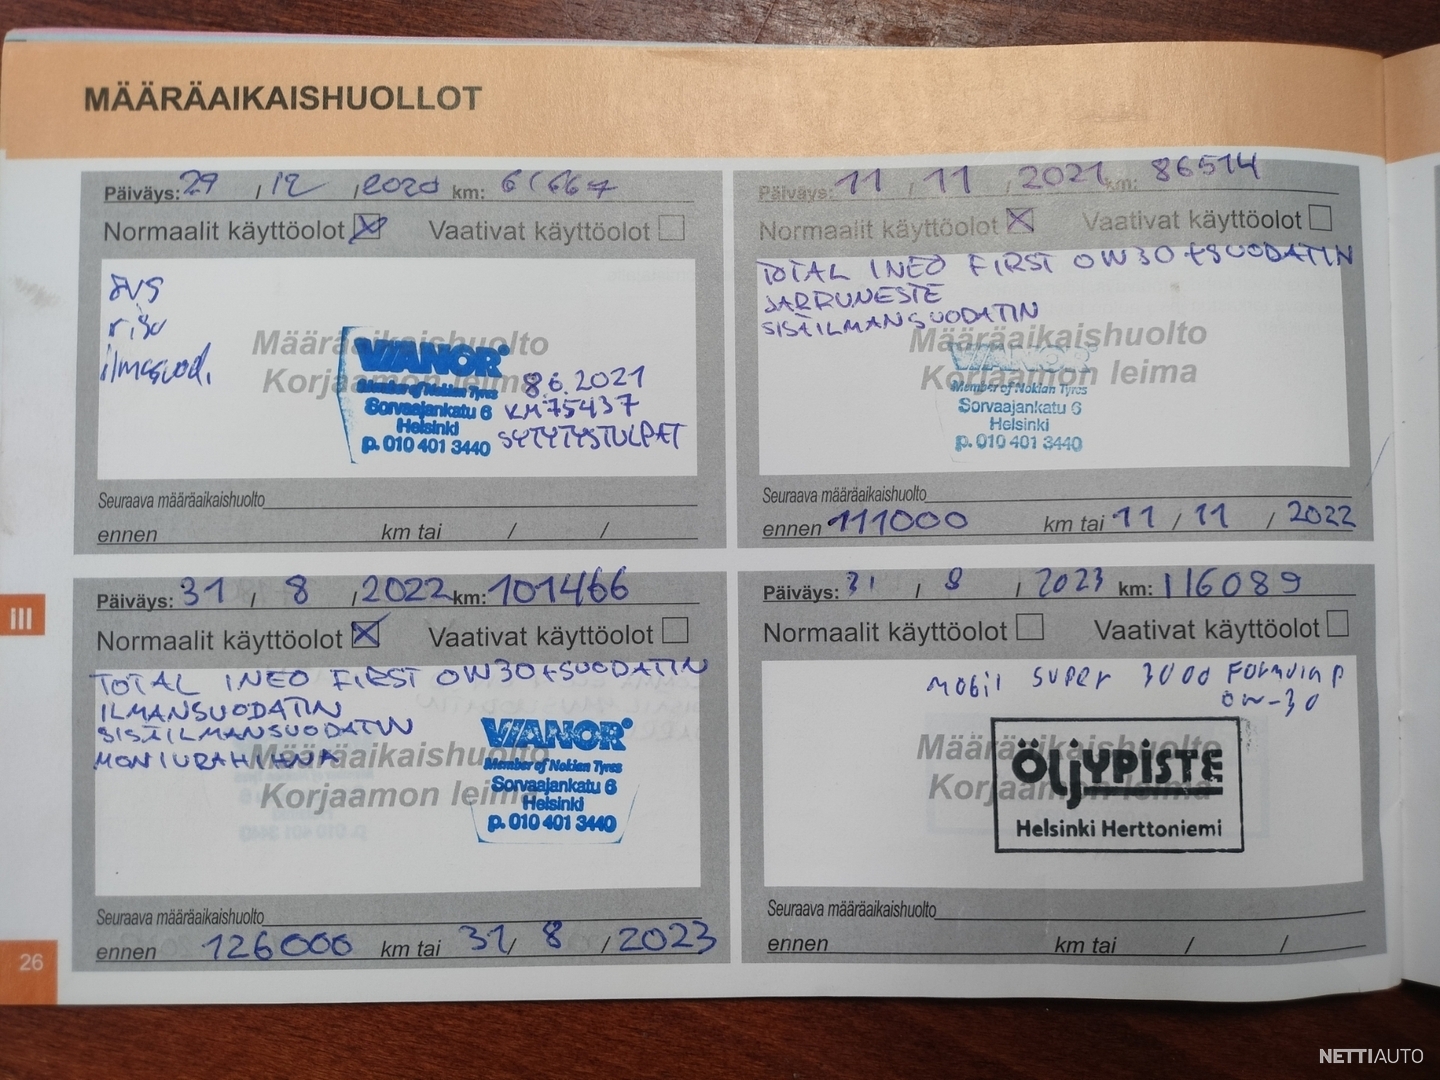 MÄÄRÄAIKAISHUOLLOT
Päiväys: 29 / 12 / 2020 km: 61667
Normaalit käyttöolot Vaativat käyttöolot
ilmasuod.
Määräaikaishuolto
Korjaamon leima
VIANOR
Member of Nokian Tyres
Sorvaajankatu 6
Helsinki
p. 010 401 3440
8.6.2021
KM 75437
SYTYTYSTULPAT
Seuraava määräaikaishuolto
ennen km tai / /
Päiväys: 11 / 11 / 2021 km: 86514
Normaalit käyttöolot Vaativat käyttöolot
TOTAL INEO FIRST 0W30+SUODATIN
JARRUNESTE
SISÄILMANSUODATIN
Määräaikaishuolto
Korjaamon leima
VIANOR
Member of Nokian Tyres
Sorvaajankatu 6
Helsinki
p. 010 401 3440
Seuraava määräaikaishuolto
ennen 111000 km tai 11 / 11 / 2022
Päiväys: 31 / 8 / 2022 km: 101466
Normaalit käyttöolot Vaativat käyttöolot
TOTAL INEO FIRST 0W30+SUODATIN
ILMANSUODATIN
SISÄILMANSUODATIN
MONIURAHIHNA
Määräaikaishuolto
Korjaamon leima
VIANOR
Member of Nokian Tyres
Sorvaajankatu 6
Helsinki
p. 010 401 3440
Seuraava määräaikaishuolto
ennen 126000 km tai 31 / 8 / 2023
Päiväys: 31 / 8 / 2023 km: 116089
Normaalit käyttöolot Vaativat käyttöolot
Mobil Super 3000 Formula P
0W-30
Määräaikaishuolto
Korjaamon leima
ÖLJYPISTE
Helsinki Herttoniemi
Seuraava määräaikaishuolto
ennen km tai / /
III
26
NETTIAUTO